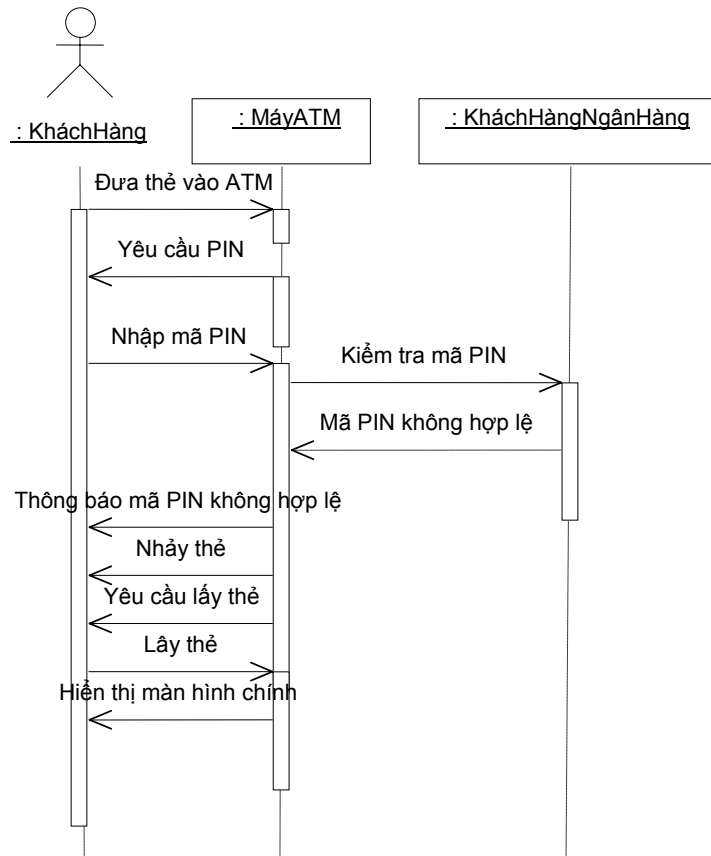 : KháchHàng
: MáyATM
: KháchHàngNgânHàng
Đưa thẻ vào ATM
Yêu cầu PIN
Nhập mã PIN
Kiểm tra mã PIN
Mã PIN không hợp lệ
Thông báo mã PIN không hợp lệ
Nhảy thẻ
Yêu cầu lấy thẻ
Lây thẻ
Hiển thị màn hình chính